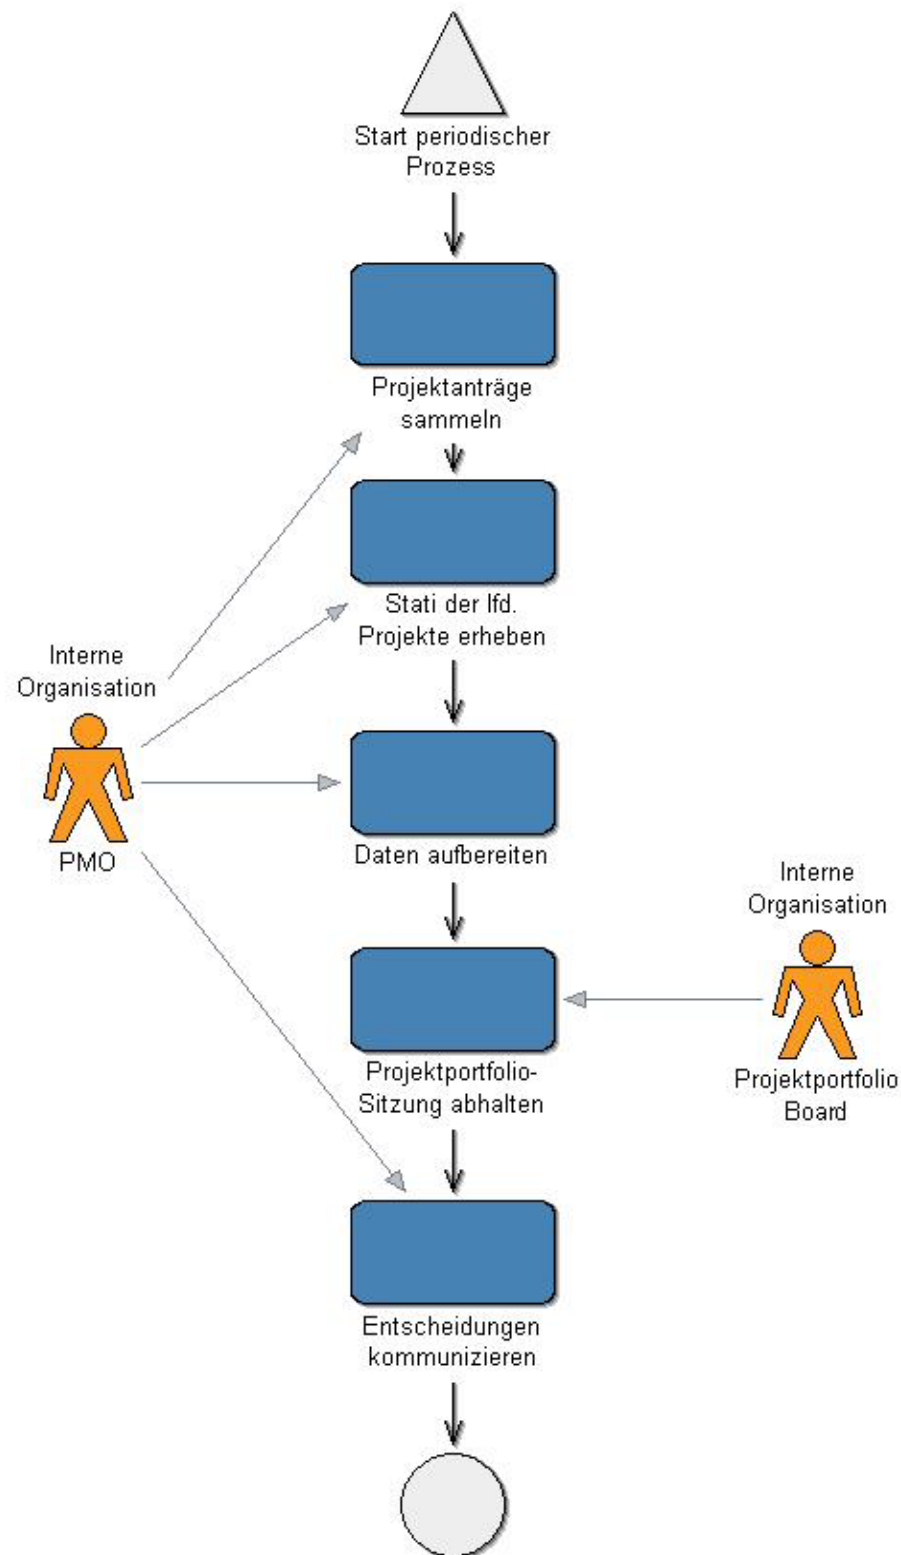 Start periodischer
Prozess
Projektanträge
sammeln
Stati der lfd.
Projekte erheben
Interne
Organisation
PMO
Daten aufbereiten
Interne
Organisation
Projektportfolio
Board
Projektportfolio-
Sitzung abhalten
Entscheidungen
kommunizieren